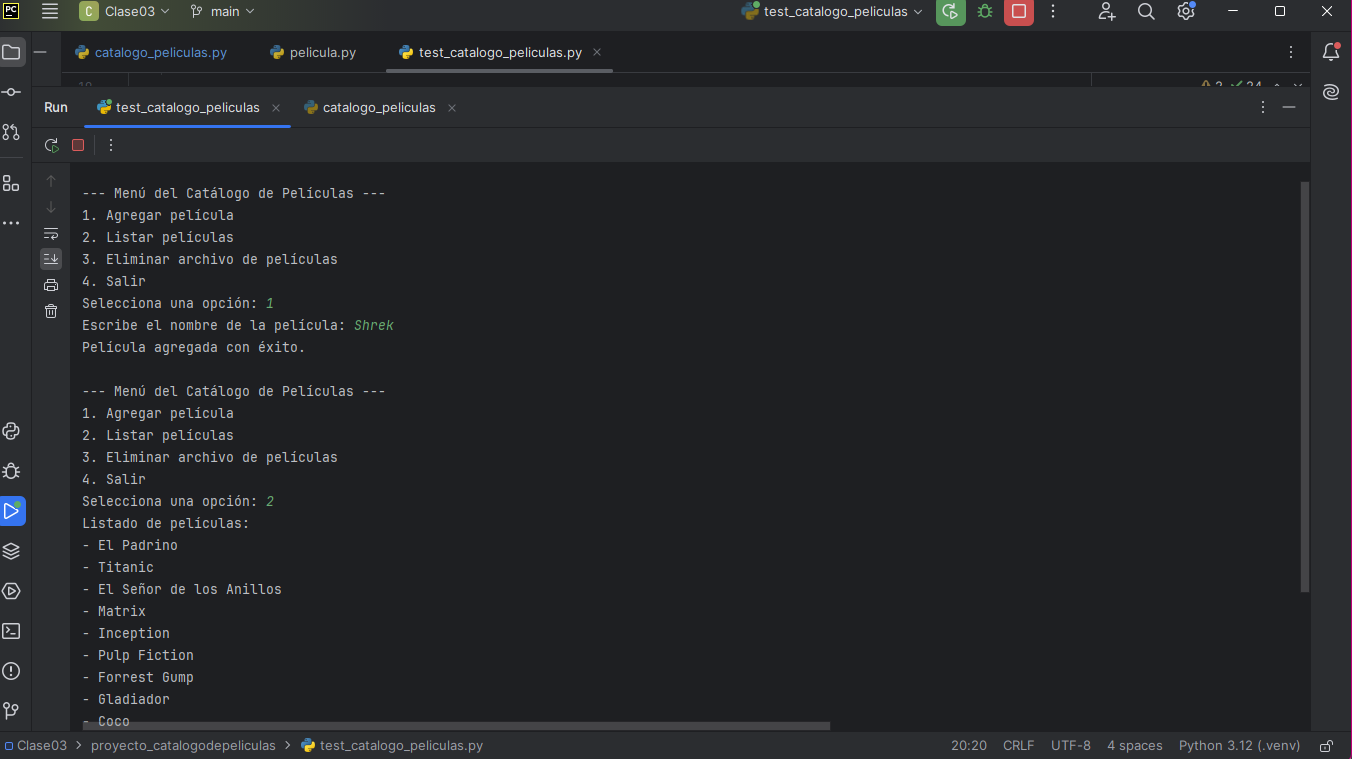 PC
C Clase03 main test_catalogo_peliculas
catalogo_peliculas.py pelicula.py test_catalogo_peliculas.py
Run test_catalogo_peliculas catalogo_peliculas
--- Menú del Catálogo de Películas ---
1. Agregar película
2. Listar películas
3. Eliminar archivo de películas
4. Salir
Selecciona una opción: 1
Escribe el nombre de la película: Shrek
Película agregada con éxito.
--- Menú del Catálogo de Películas ---
1. Agregar película
2. Listar películas
3. Eliminar archivo de películas
4. Salir
Selecciona una opción: 2
Listado de películas:
- El Padrino
- Titanic
- El Señor de los Anillos
- Matrix
- Inception
- Pulp Fiction
- Forrest Gump
- Gladiador
- Coco
Clase03 > proyecto_catalogodepeliculas > test_catalogo_peliculas.py 20:20 CRLF UTF-8 4 spaces Python 3.12 (.venv)